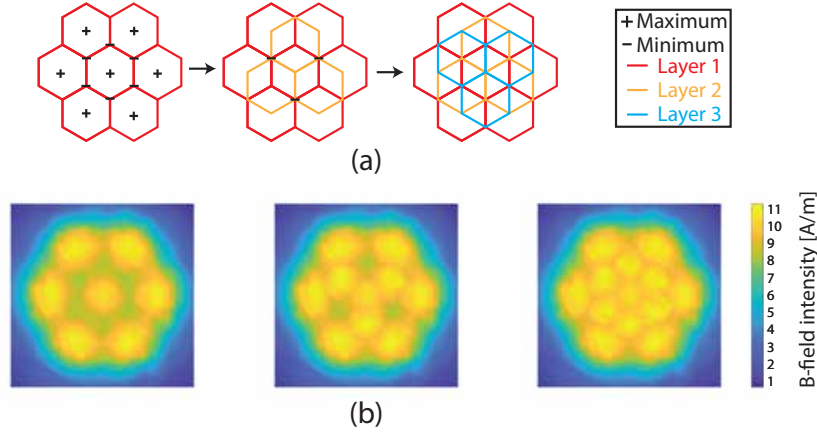 + Maximum
- Minimum
Layer 1
Layer 2
Layer 3
(a)
11
10
9
8
7
6
5
4
3
2
1
B-field intensity [A/m]
(b)